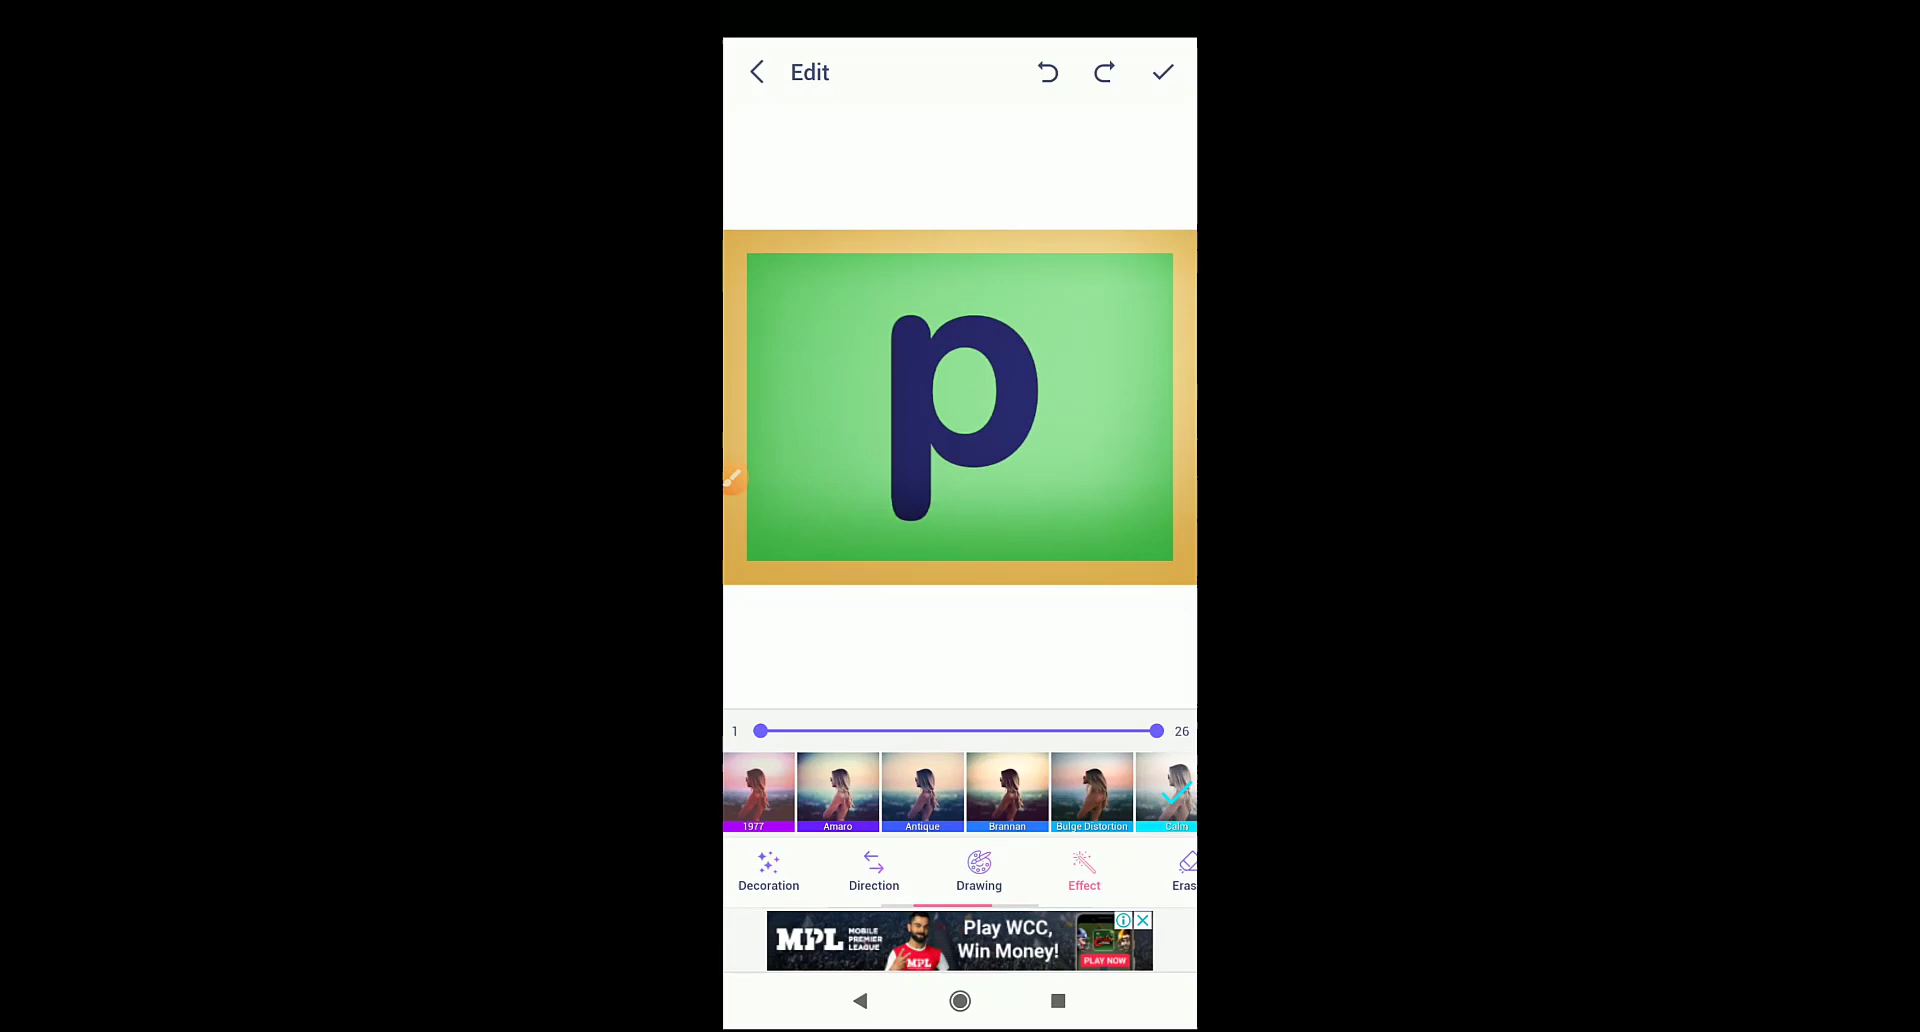 Edit
p
1
26
1977
Amaro
Antique
Brannan
Bulge Distortion
Calm
Decoration
Direction
Drawing
Effect
Eras
MPL
MOBILE
PREMIER
LEAGUE
MPL
Play WCC,
Win Money!
PLAY NOW